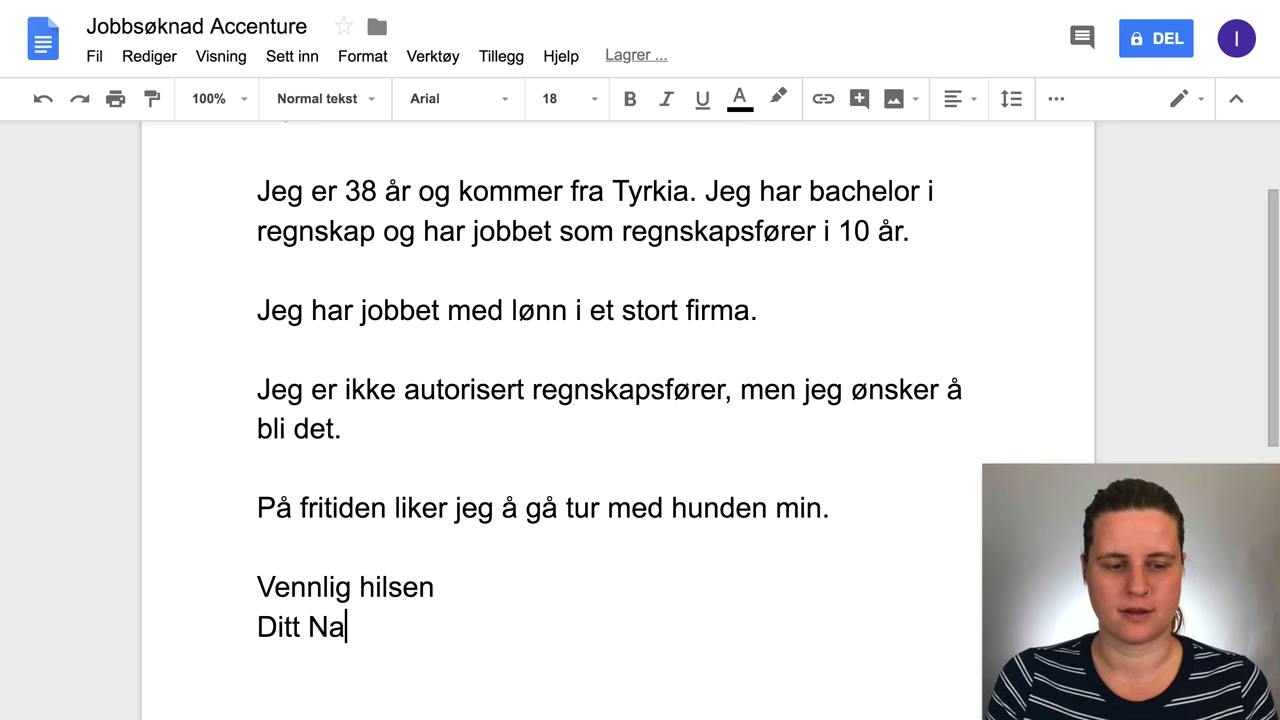 Jobbsøknad Accenture
Fil Rediger Visning Sett inn Format Verktøy Tillegg Hjelp Lagrer ...
DEL
I
100% Normal tekst Arial 18 B I U A
Jeg er 38 år og kommer fra Tyrkia. Jeg har bachelor i
regnskap og har jobbet som regnskapsfører i 10 år.
Jeg har jobbet med lønn i et stort firma.
Jeg er ikke autorisert regnskapsfører, men jeg ønsker å
bli det.
På fritiden liker jeg å gå tur med hunden min.
Vennlig hilsen
Ditt Na